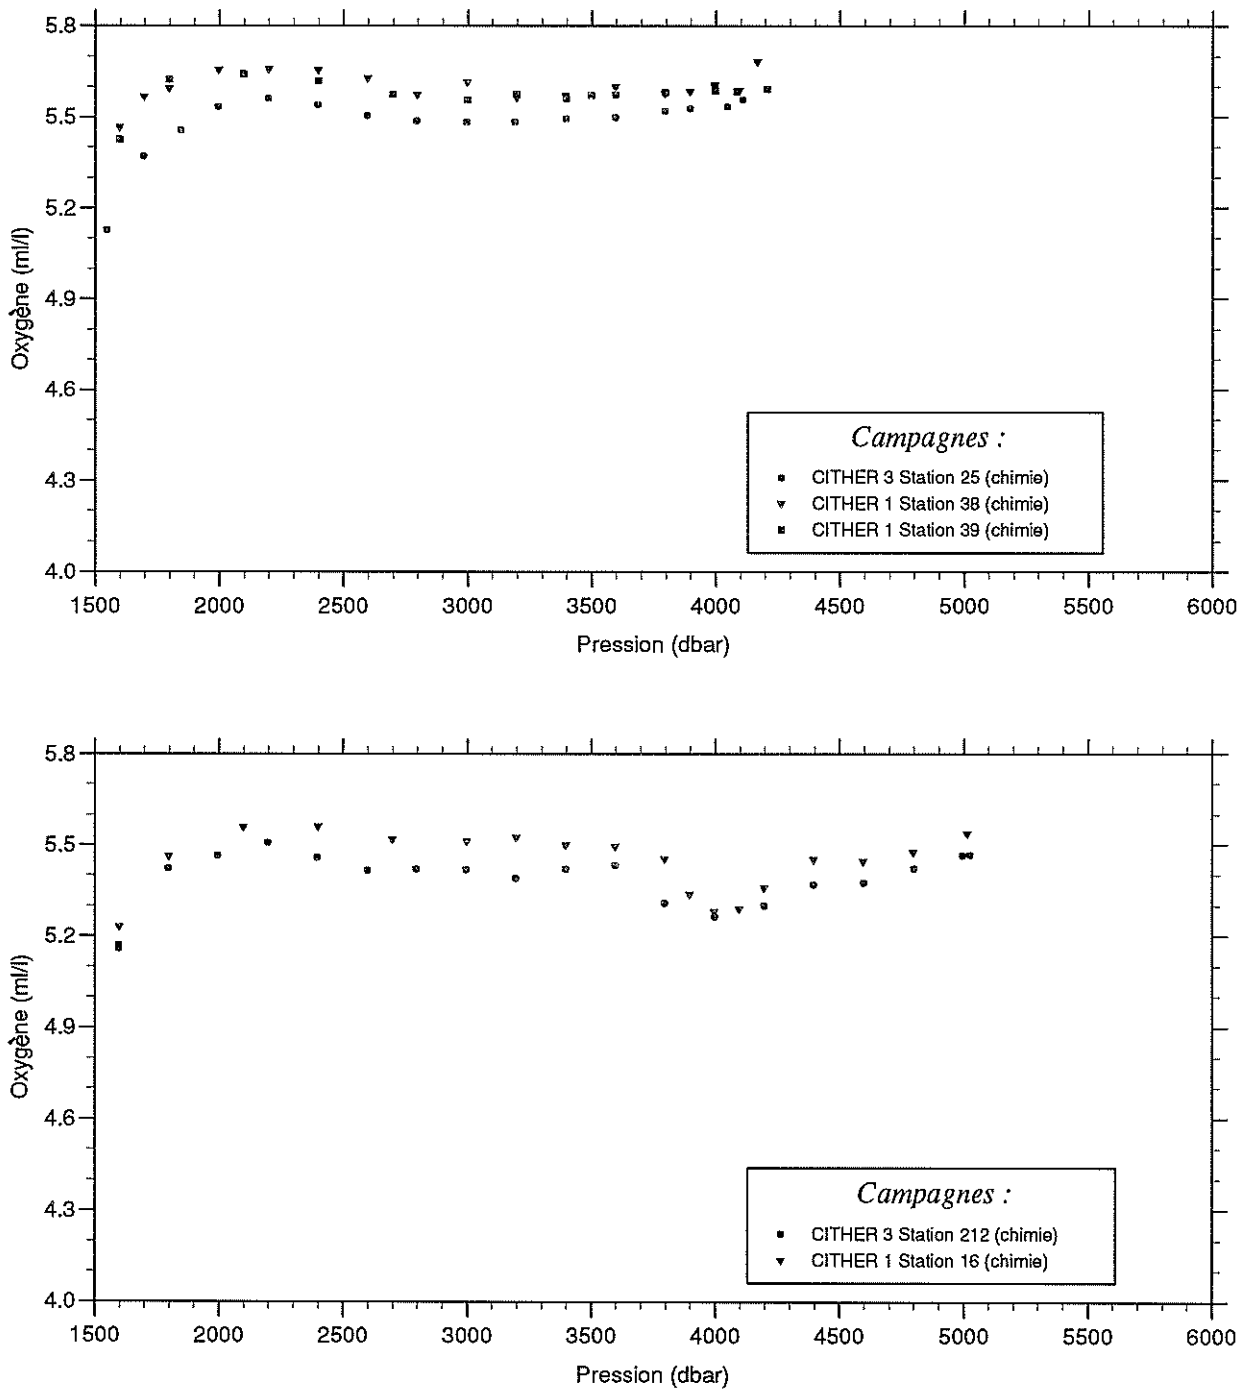 5.8
5.5
5.2
4.9
4.6
4.3
4.0
Oxygène (ml/l)
Campagnes :
CITHER 3 Station 25 (chimie)
CITHER 1 Station 38 (chimie)
CITHER 1 Station 39 (chimie)
1500 2000 2500 3000 3500 4000 4500 5000 5500 6000
Pression (dbar)
5.8
5.5
5.2
4.9
4.6
4.3
4.0
Oxygène (ml/l)
Campagnes :
CITHER 3 Station 212 (chimie)
CITHER 1 Station 16 (chimie)
1500 2000 2500 3000 3500 4000 4500 5000 5500 6000
Pression (dbar)